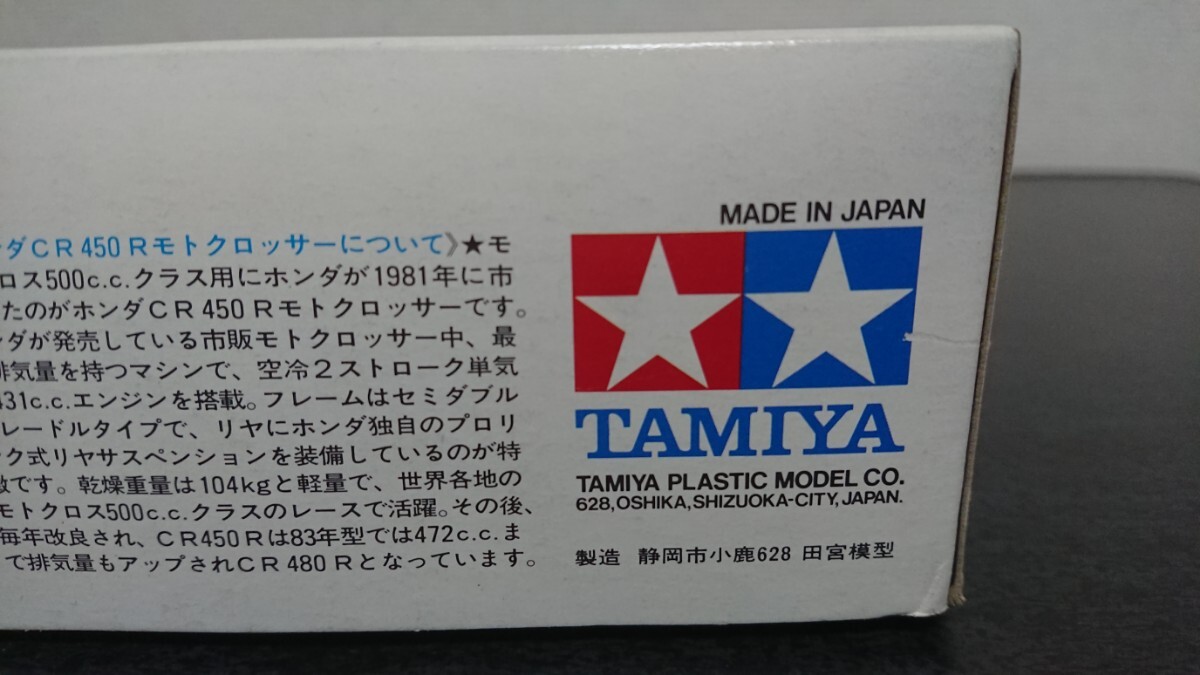 ダCR450Rモトクロッサーについて》★モ
ロス500c.c.クラス用にホンダが1981年に市
たのがホンダCR450Rモトクロッサーです。
ダが発売している市販モトクロッサー中、最
排気量を持つマシンで、空冷2ストローク単気
431c.c.エンジンを搭載。フレームはセミダブル
レードルタイプで、リヤにホンダ独自のプロリ
ク式リヤサスペンションを装備しているのが特
徴です。乾燥重量は104kgと軽量で、世界各地の
モトクロス500c.c.クラスのレースで活躍。その後、
毎年改良され、CR450Rは83年型では472c.c.ま
で排気量もアップされCR480Rとなっています。
MADE IN JAPAN
TAMIYA
TAMIYA PLASTIC MODEL CO.
628,OSHIKA,SHIZUOKA-CITY,JAPAN.
製造 静岡市小鹿628 田宮模型